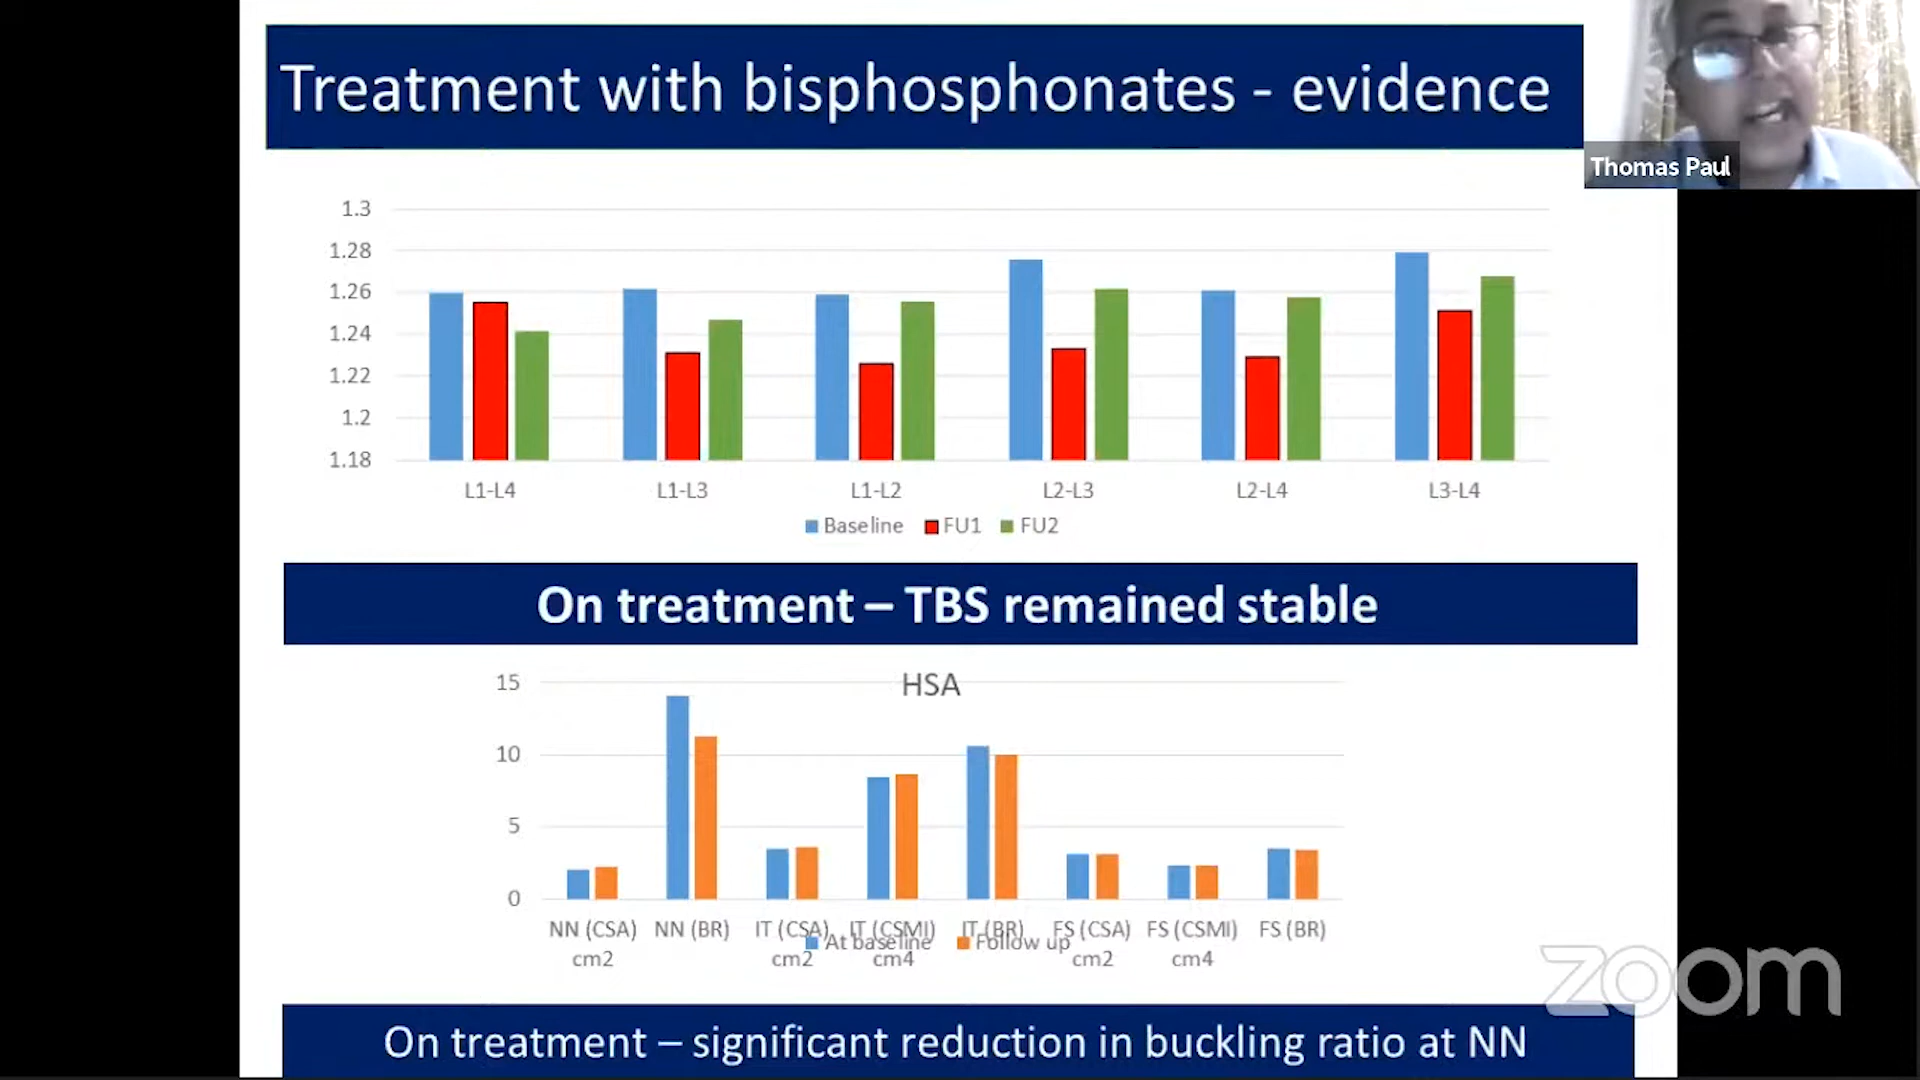 Treatment with bisphosphonates - evidence
Thomas Paul
1.3
1.28
1.26
1.24
1.22
1.2
1.18
L1-L4 L1-L3 L1-L2 L2-L3 L2-L4 L3-L4
Baseline FU1 FU2
On treatment – TBS remained stable
HSA
15
10
5
0
NN (CSA) NN (BR) IT (CSA) IT (CSMI) IT (BR) FS (CSA) FS (CSMI) FS (BR)
At baseline Follow up
cm2 cm2 cm4 cm2 cm4
zoom
On treatment – significant reduction in buckling ratio at NN